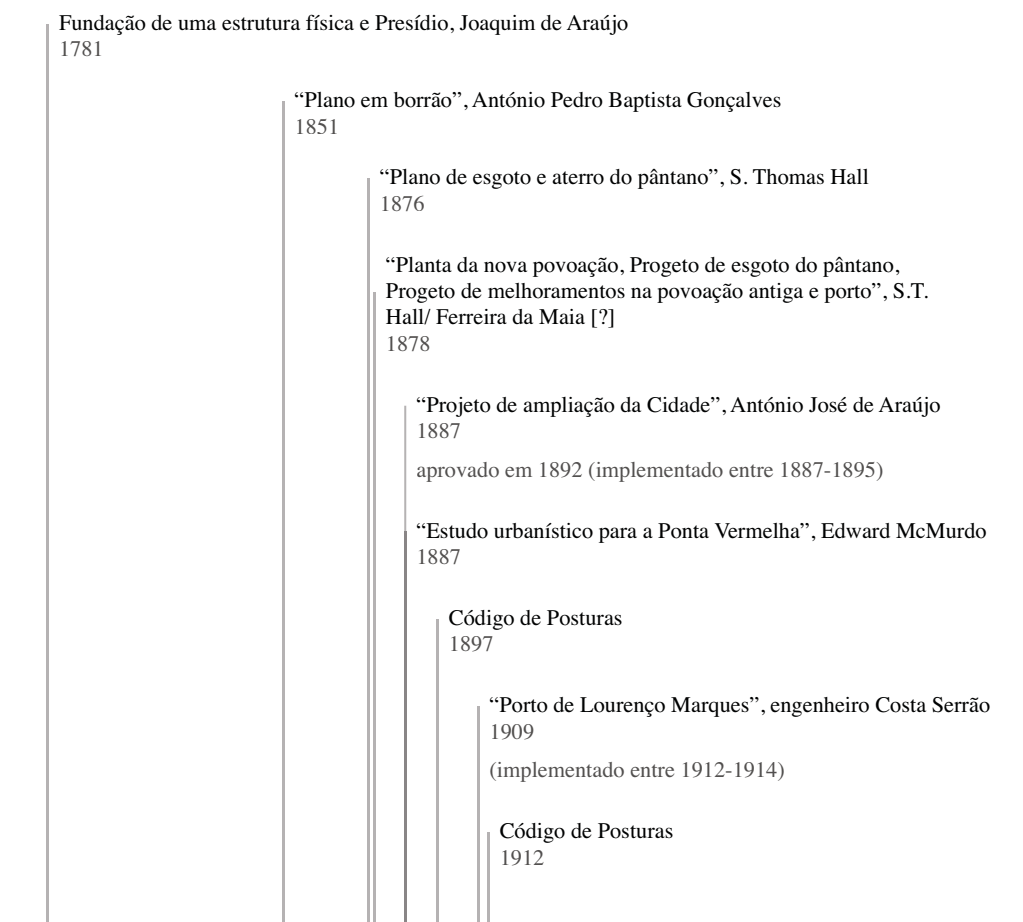 Fundação de uma estrutura física e Presídio, Joaquim de Araújo
1781
“Plano em borrão”, António Pedro Baptista Gonçalves
1851
“Plano de esgoto e aterro do pântano”, S. Thomas Hall
1876
“Planta da nova povoação, Progeto de esgoto do pântano,
Progeto de melhoramentos na povoação antiga e porto”, S.T.
Hall/ Ferreira da Maia [?]
1878
“Projeto de ampliação da Cidade”, António José de Araújo
1887
aprovado em 1892 (implementado entre 1887-1895)
“Estudo urbanístico para a Ponta Vermelha”, Edward McMurdo
1887
Código de Posturas
1897
“Porto de Lourenço Marques”, engenheiro Costa Serrão
1909
(implementado entre 1912-1914)
Código de Posturas
1912